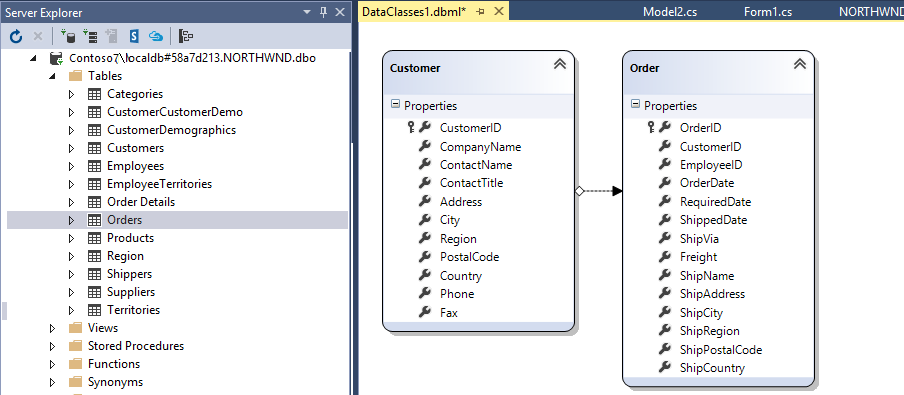 Server Explorer
Contoso7\localdb#58a7d213.NORTHWND.dbo
Tables
Categories
CustomerCustomerDemo
CustomerDemographics
Customers
Employees
EmployeeTerritories
Order Details
Orders
Products
Region
Shippers
Suppliers
Territories
Views
Stored Procedures
Functions
Synonyms
DataClasses1.dbml*
Model2.cs
Form1.cs
NORTHWND
Customer
Properties
CustomerID
CompanyName
ContactName
ContactTitle
Address
City
Region
PostalCode
Country
Phone
Fax
Order
Properties
OrderID
CustomerID
EmployeeID
OrderDate
RequiredDate
ShippedDate
ShipVia
Freight
ShipName
ShipAddress
ShipCity
ShipRegion
ShipPostalCode
ShipCountry